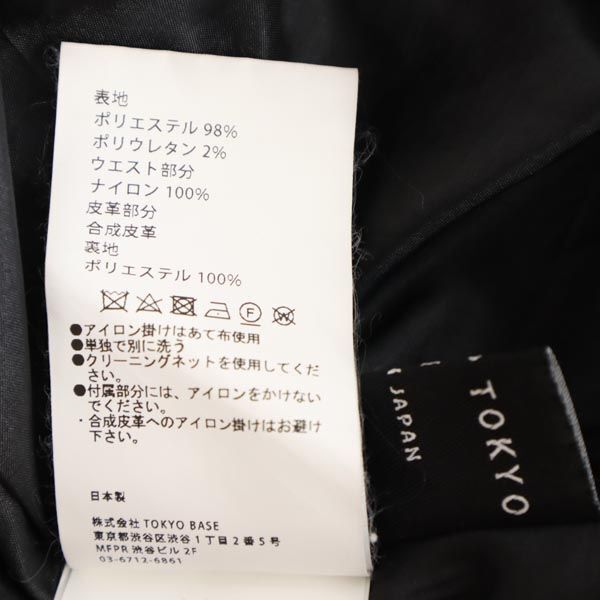 表地
ポリエステル 98%
ポリウレタン 2%
ウエスト部分
ナイロン 100%
皮革部分
合成皮革
裏地
ポリエステル 100%
F
●アイロン掛けはあて布使用
●単独で別に洗う
●クリーニングネットを使用してくだ
さい。
●付属部分には、アイロンをかけない
でください。
・合成皮革へのアイロン掛けはお避け
下さい。
日本製
株式会社 TOKYO BASE
東京都渋谷区渋谷1丁目2番5号
MFPR 渋谷ビル 2F
03-6712-6861
TOKYO
JAPAN